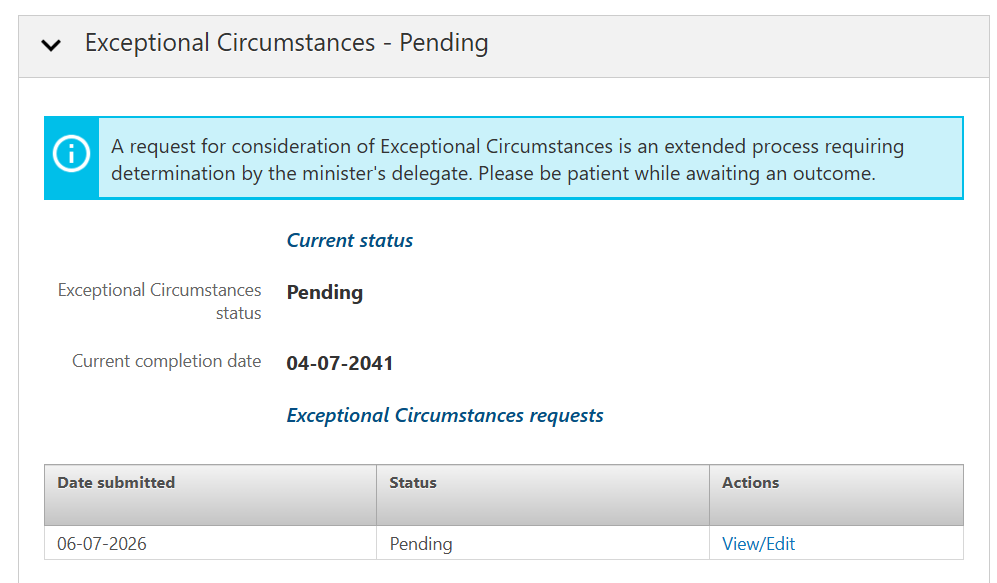 Exceptional Circumstances - Pending
A request for consideration of Exceptional Circumstances is an extended process requiring
determination by the minister's delegate. Please be patient while awaiting an outcome.
Current status
Exceptional Circumstances
status
Pending
Current completion date
04-07-2041
Exceptional Circumstances requests
Date submitted Status Actions
06-07-2026 Pending View/Edit